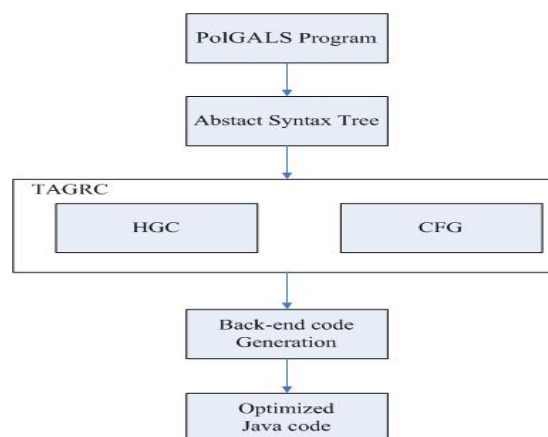 PolGALS Program
Abstact Syntax Tree
TAGRC
HGC
CFG
Back-end code
Generation
Optimized
Java code